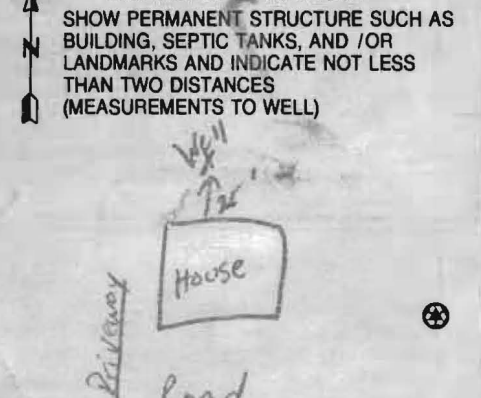 N
SHOW PERMANENT STRUCTURE SUCH AS
BUILDING, SEPTIC TANKS, AND /OR
LANDMARKS AND INDICATE NOT LESS
THAN TWO DISTANCES
(MEASUREMENTS TO WELL)
Well
25'
House
Driveway
Road